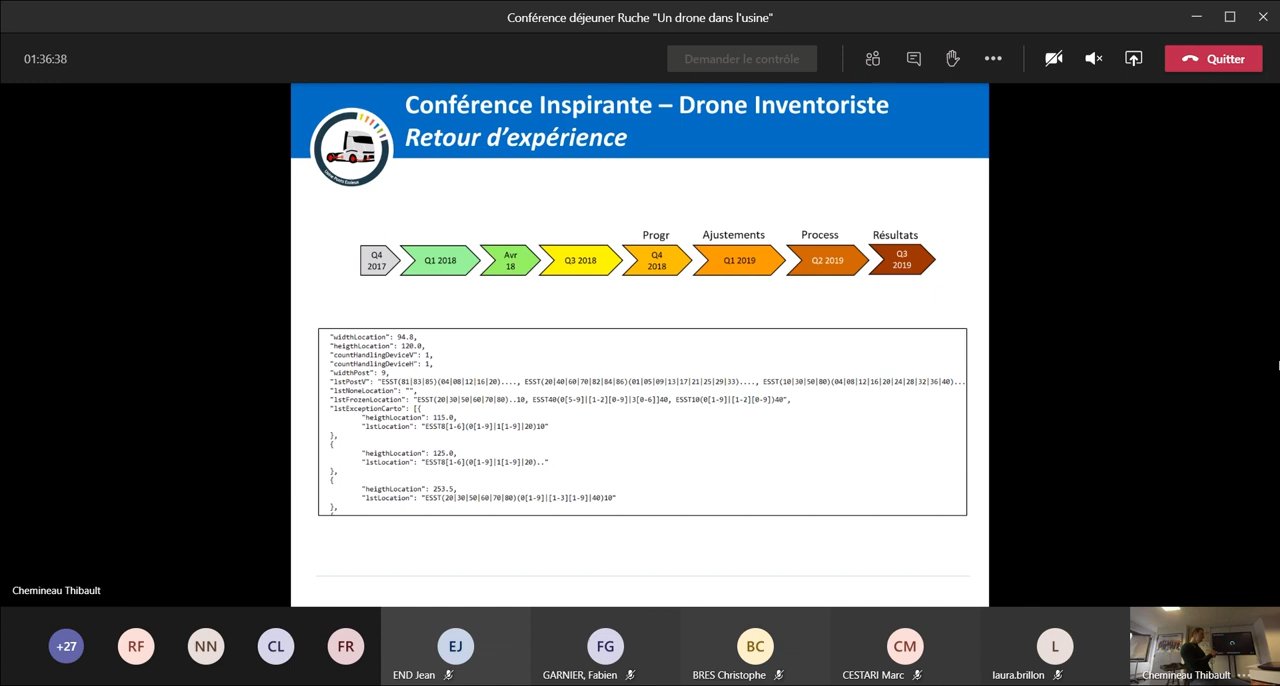 Conférence déjeuner Ruche "Un drone dans l'usine"
01:36:38
Demander le contrôle
Quitter
Conférence Inspirante – Drone Inventoriste
Retour d'expérience
Progr Ajustements Process Résultats
Q4 2017
Q1 2018
Avr 18
Q3 2018
Q4 2018
Q1 2019
Q2 2019
Q3 2019
"widthLocation": 94.8,
"heigthLocation": 120.0,
"countHandlingDeviceV": 1,
"countHandlingDeviceH": 1,
"widthPost": 9,
"lstPostV": "ESST(81|83|85)(04|08|12|16|20)...., ESST(20|40|60|70|82|84|86)(01|05|09|13|17|21|25|29|33)...., ESST(10|30|50|80)(04|08|12|16|20|24|28|32|36|40)...
"lstNoneLocation": "",
"lstFrozenLocation": "ESST(20|30|50|60|70|80)..10, ESST40(0[5-9]|[1-2][0-9]|3[0-6]]40, ESST10(0[1-9]|[1-2][0-9])40",
"lstExceptionCarto": [{
"heigthLocation": 115.0,
"lstLocation": "ESST8[1-6](0[1-9]|1[1-9]|20)10"
},
{
"heigthLocation": 125.0,
"lstLocation": "ESST8[1-6](0[1-9]|1[1-9]|20).."
},
{
"heigthLocation": 253.5,
"lstLocation": "ESST(20|30|50|60|70|80)(0[1-9]|[1-3][1-9]|40)10"
},
Chemineau Thibault
+27
RF
NN
CL
FR
EJ
END Jean
FG
GARNIER, Fabien
BC
BRES Christophe
CM
CESTARI Marc
L
laura.brillon
Chemineau Thibault